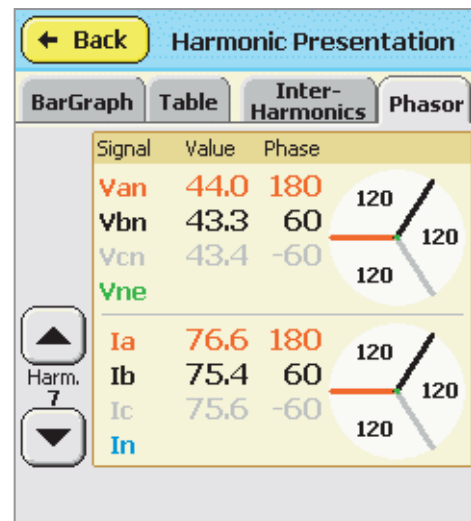 ← Back Harmonic Presentation
BarGraph Table Inter-Harmonics Phasor
Signal Value Phase
Van 44.0 180
Vbn 43.3 60
Vcn 43.4 -60
Vne
120
120
120
Ia 76.6 180
Ib 75.4 60
Ic 75.6 -60
In
120
120
120
Harm.
7